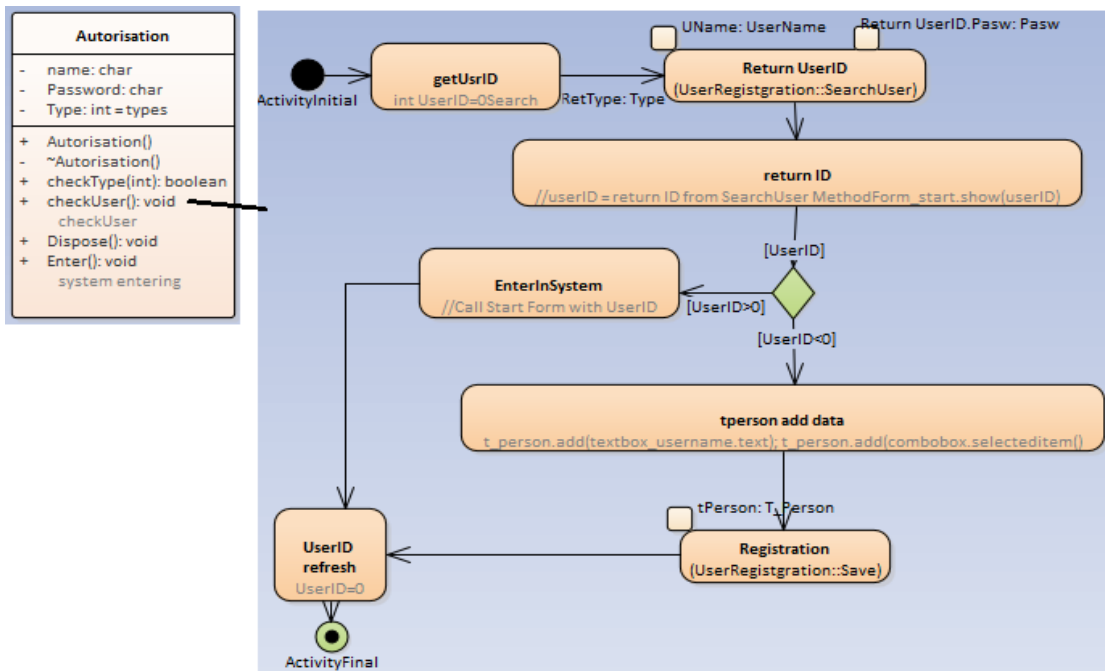 Autorisation
- name: char
- Password: char
- Type: int = types
+ Autorisation()
- ~Autorisation()
+ checkType(int): boolean
+ checkUser(): void
checkUser
+ Dispose(): void
+ Enter(): void
system entering
ActivityInitial
getUsrID
int UserID=0Search
RetType: Type
UName: UserName
Return UserID.Pasw: Pasw
Return UserID
(UserRegistgration::SearchUser)
return ID
//userID = return ID from SearchUser MethodForm_start.show(userID)
[UserID]
EnterInSystem
//Call Start Form with UserID
[UserID>0]
[UserID<0]
tperson add data
t_person.add(textbox_username.text); t_person.add(combobox.selecteditem()
tPerson: T_Person
Registration
(UserRegistgration::Save)
UserID
refresh
UserID=0
ActivityFinal